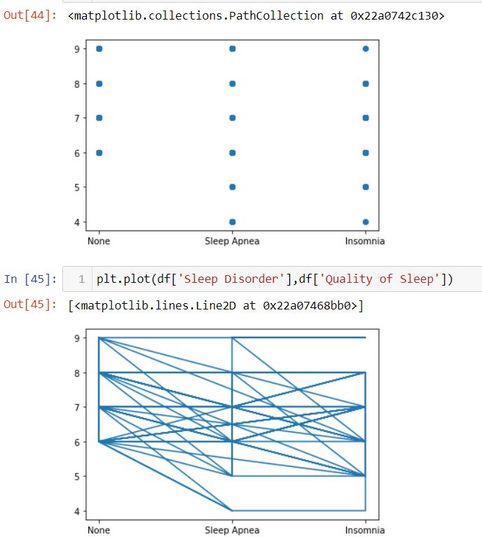 Out[44]: <matplotlib.collections.PathCollection at 0x22a0742c130>
9
8
7
6
5
4
None Sleep Apnea Insomnia
In [45]: 1 plt.plot(df['Sleep Disorder'],df['Quality of Sleep'])
Out[45]: [<matplotlib.lines.Line2D at 0x22a07468bb0>]
9
8
7
6
5
4
None Sleep Apnea Insomnia